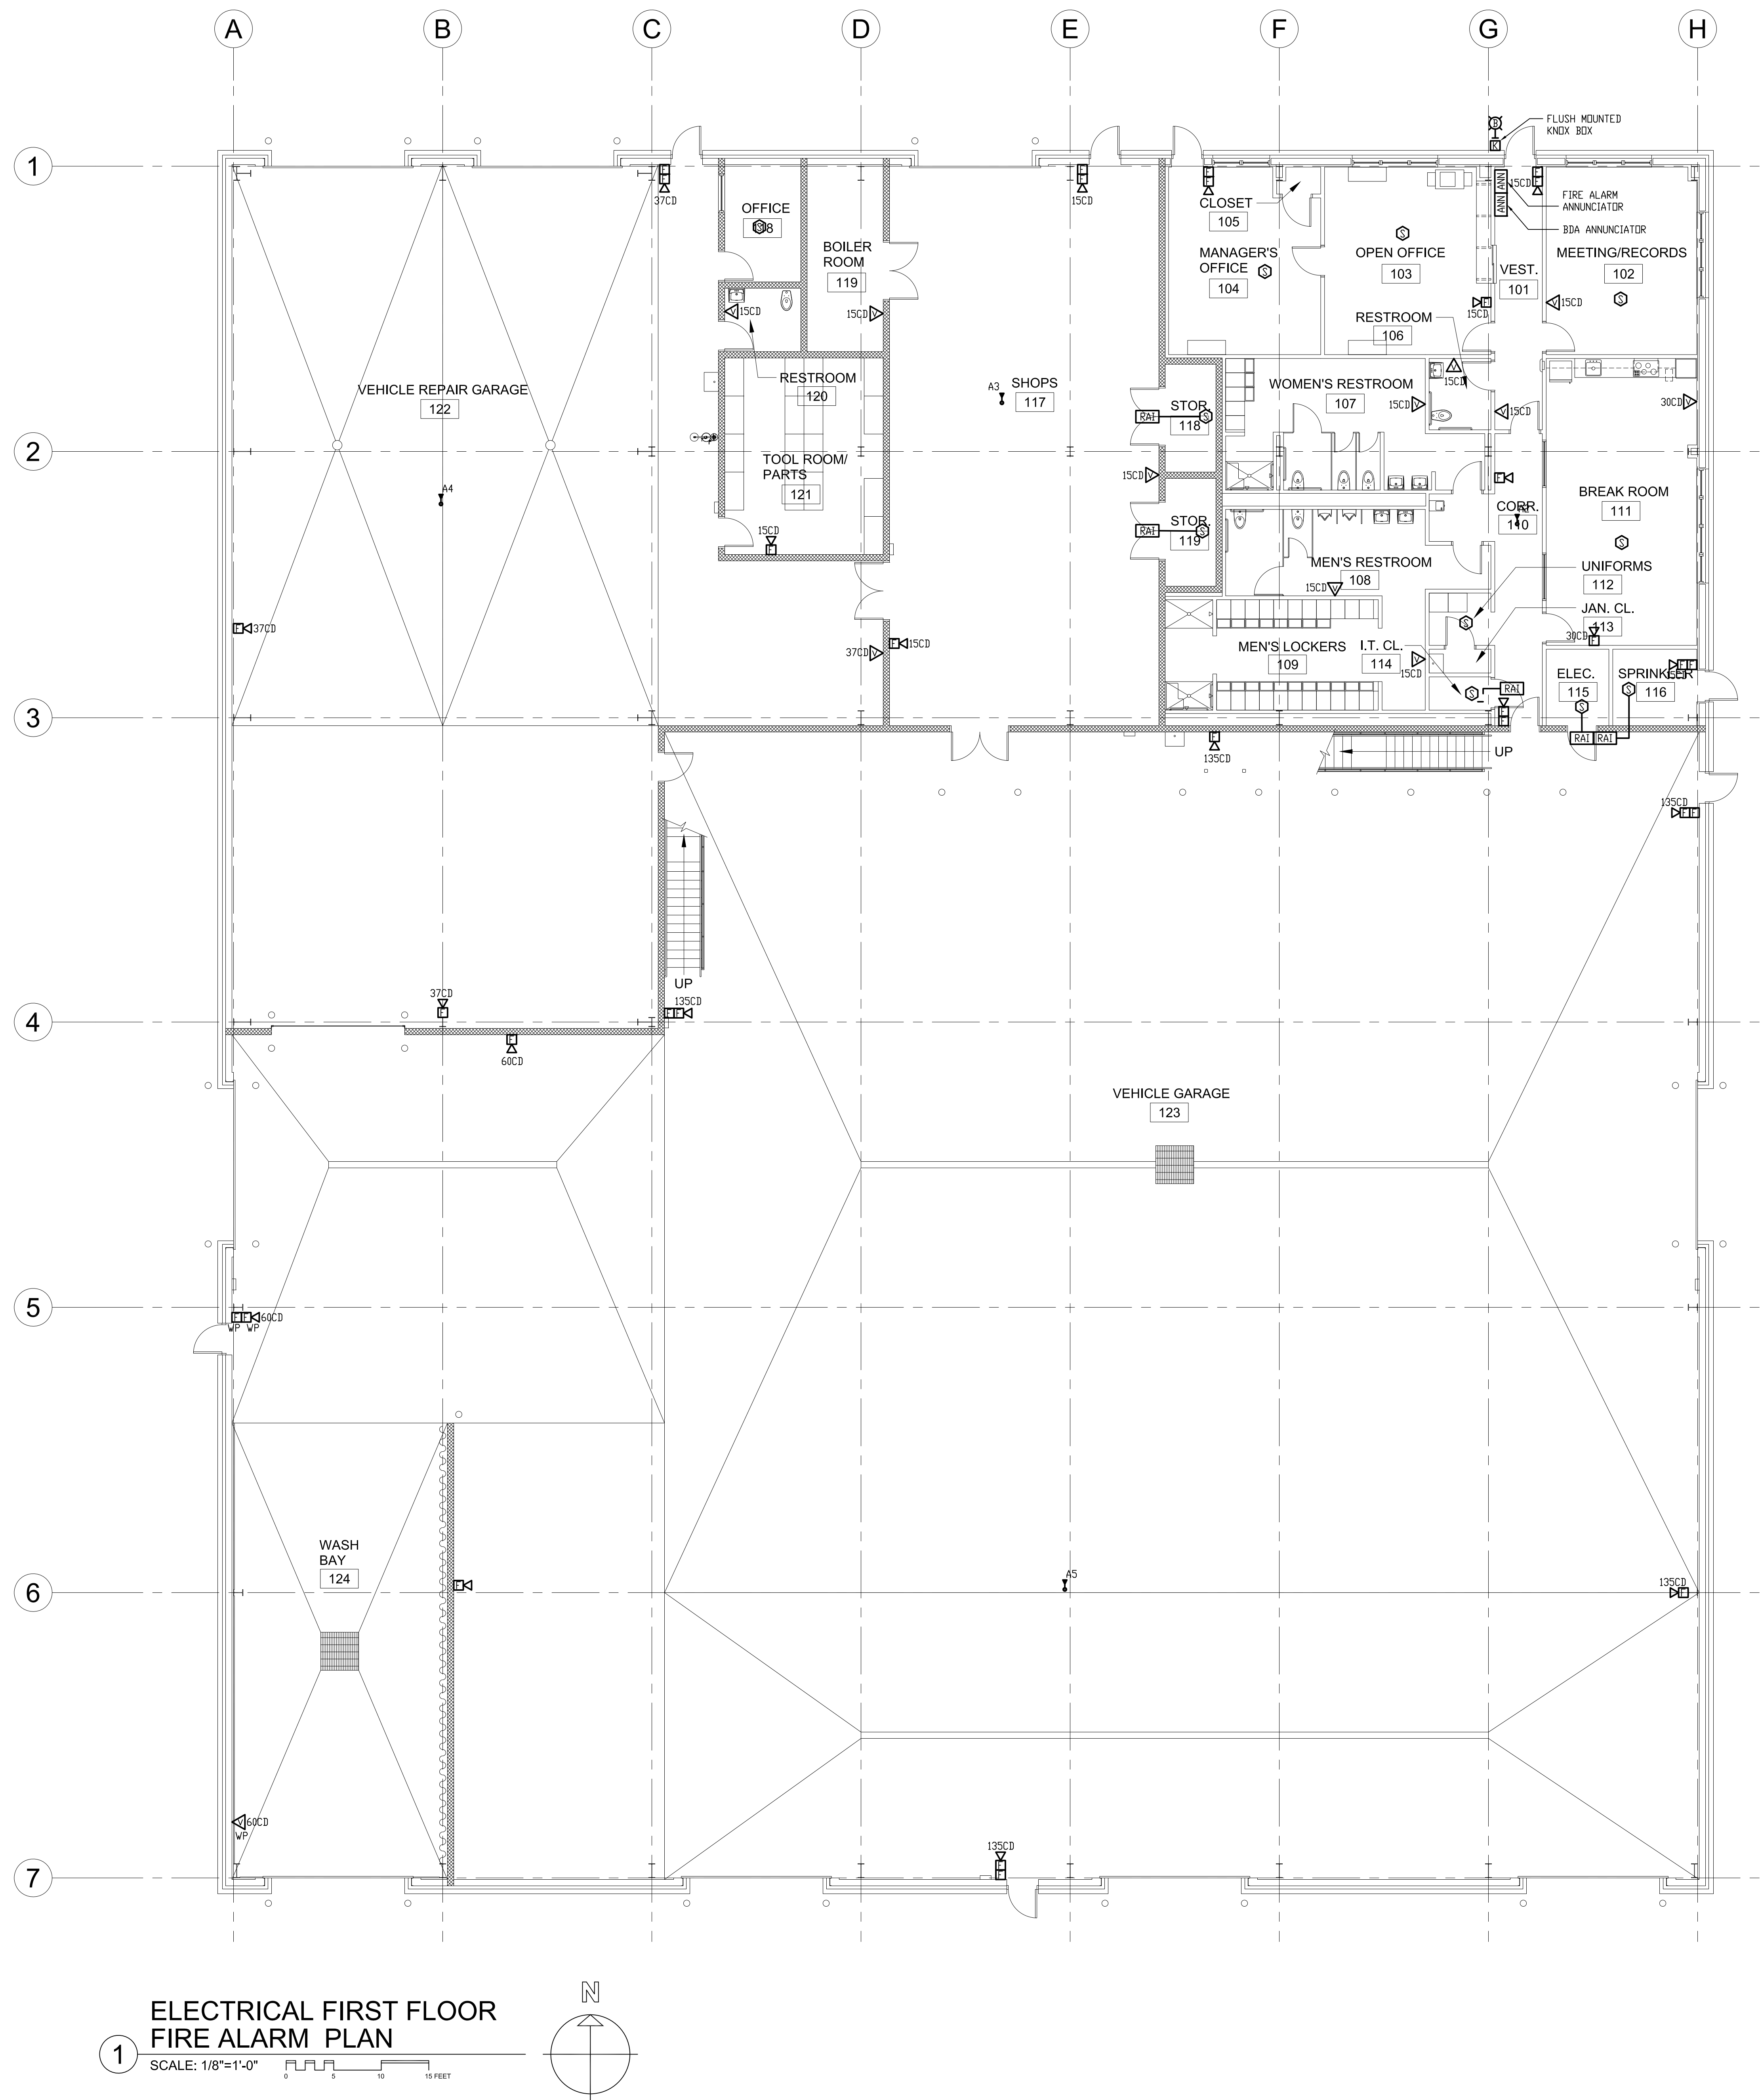 A B C D E F G H
B
FLUSH MOUNTED
KNOX BOX
K
1
F
F
37CD
OFFICE
S
F
F
15CD
F
F
CLOSET
105
ANN
ANN
15CD
F
F
FIRE ALARM
ANNUNCIATOR
BDA ANNUNCIATOR
BOILER
ROOM
119
MANAGER'S
OFFICE
S
104
S
OPEN OFFICE
103
VEST.
101
MEETING/RECORDS
102
S
V 15CD
15CD V
F
15CD
V 15CD
RESTROOM
106
VEHICLE REPAIR GARAGE
122
RESTROOM
120
A3
SHOPS
117
STOR.
118
RAI
S
WOMEN'S RESTROOM
107
15CD V
V
15CD
V 15CD
30CD V
2
TOOL ROOM/
PARTS
121
A4
15CD V
F
BREAK ROOM
111
S
15CD
F
STOR.
119
RAI
S
CORR.
110
MEN'S RESTROOM
108
15CD V
UNIFORMS
112
S
JAN. CL.
113
F 37CD
37CD V
F 15CD
MEN'S LOCKERS
109
I.T. CL.
114
V
15CD
30CD
F
ELEC.
115
S
SPRINKLER
116
S
F F
S
RAI
3
F
F
RAI RAI
F
135CD
UP
135CD
F F
UP
37CD
F
135CD
F F
4
F
60CD
VEHICLE GARAGE
123
5
F F 60CD
WP WP
WASH
BAY
124
6
F
A5
135CD
F
V 60CD
WP
135CD
F
F
7
N
ELECTRICAL FIRST FLOOR
FIRE ALARM PLAN
1
SCALE: 1/8"=1'-0"
0 5 10 15 FEET